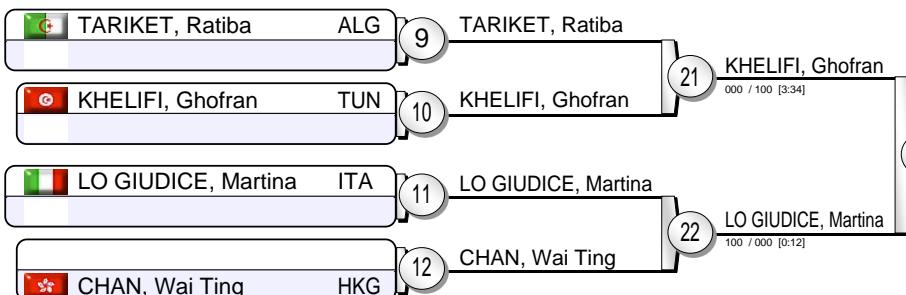 TARIKET, Ratiba ALG 9 TARIKET, Ratiba
21 KHELIFI, Ghofran
000 / 100 [3:34]
KHELIFI, Ghofran TUN 10 KHELIFI, Ghofran
LO GIUDICE, Martina ITA 11 LO GIUDICE, Martina
22 LO GIUDICE, Martina
100 / 000 [0:12]
12 CHAN, Wai Ting
CHAN, Wai Ting HKG